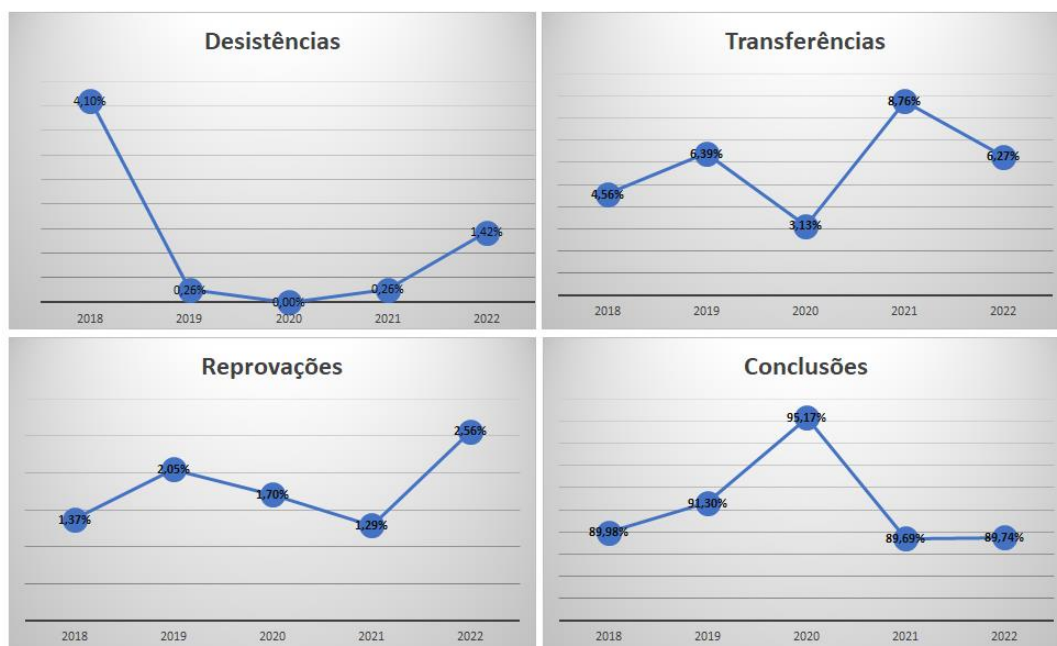 Desistências
4,10%
0,26%
0,00%
0,26%
1,42%
2018 2019 2020 2021 2022
Transferências
4,56%
6,39%
3,13%
8,76%
6,27%
2018 2019 2020 2021 2022
Reprovações
1,37%
2,05%
1,70%
1,29%
2,56%
2018 2019 2020 2021 2022
Conclusões
89,98%
91,30%
95,17%
89,69%
89,74%
2018 2019 2020 2021 2022